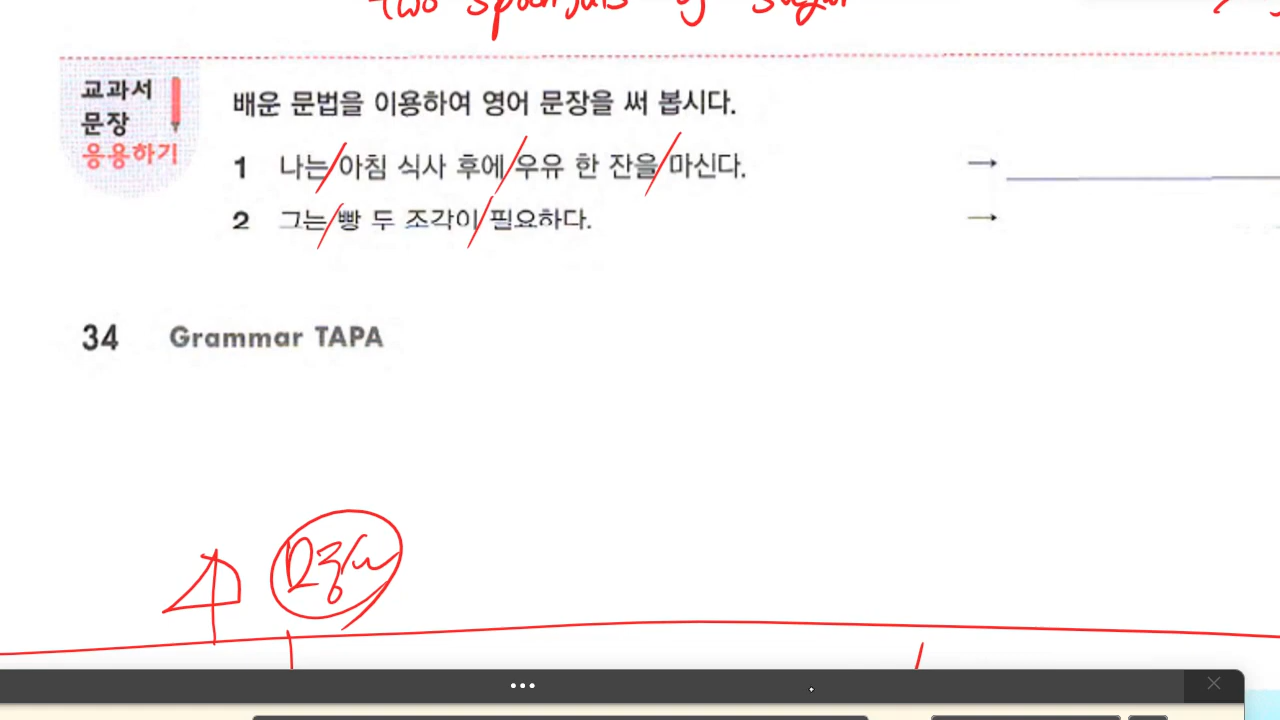 two spoonfuls of sugar
교과서
문장
응용하기
배운 문법을 이용하여 영어 문장을 써 봅시다.
1 나는 아침 식사 후에 우유 한 잔을 마신다. →
2 그는 빵 두 조각이 필요하다. →
34 Grammar TAPA